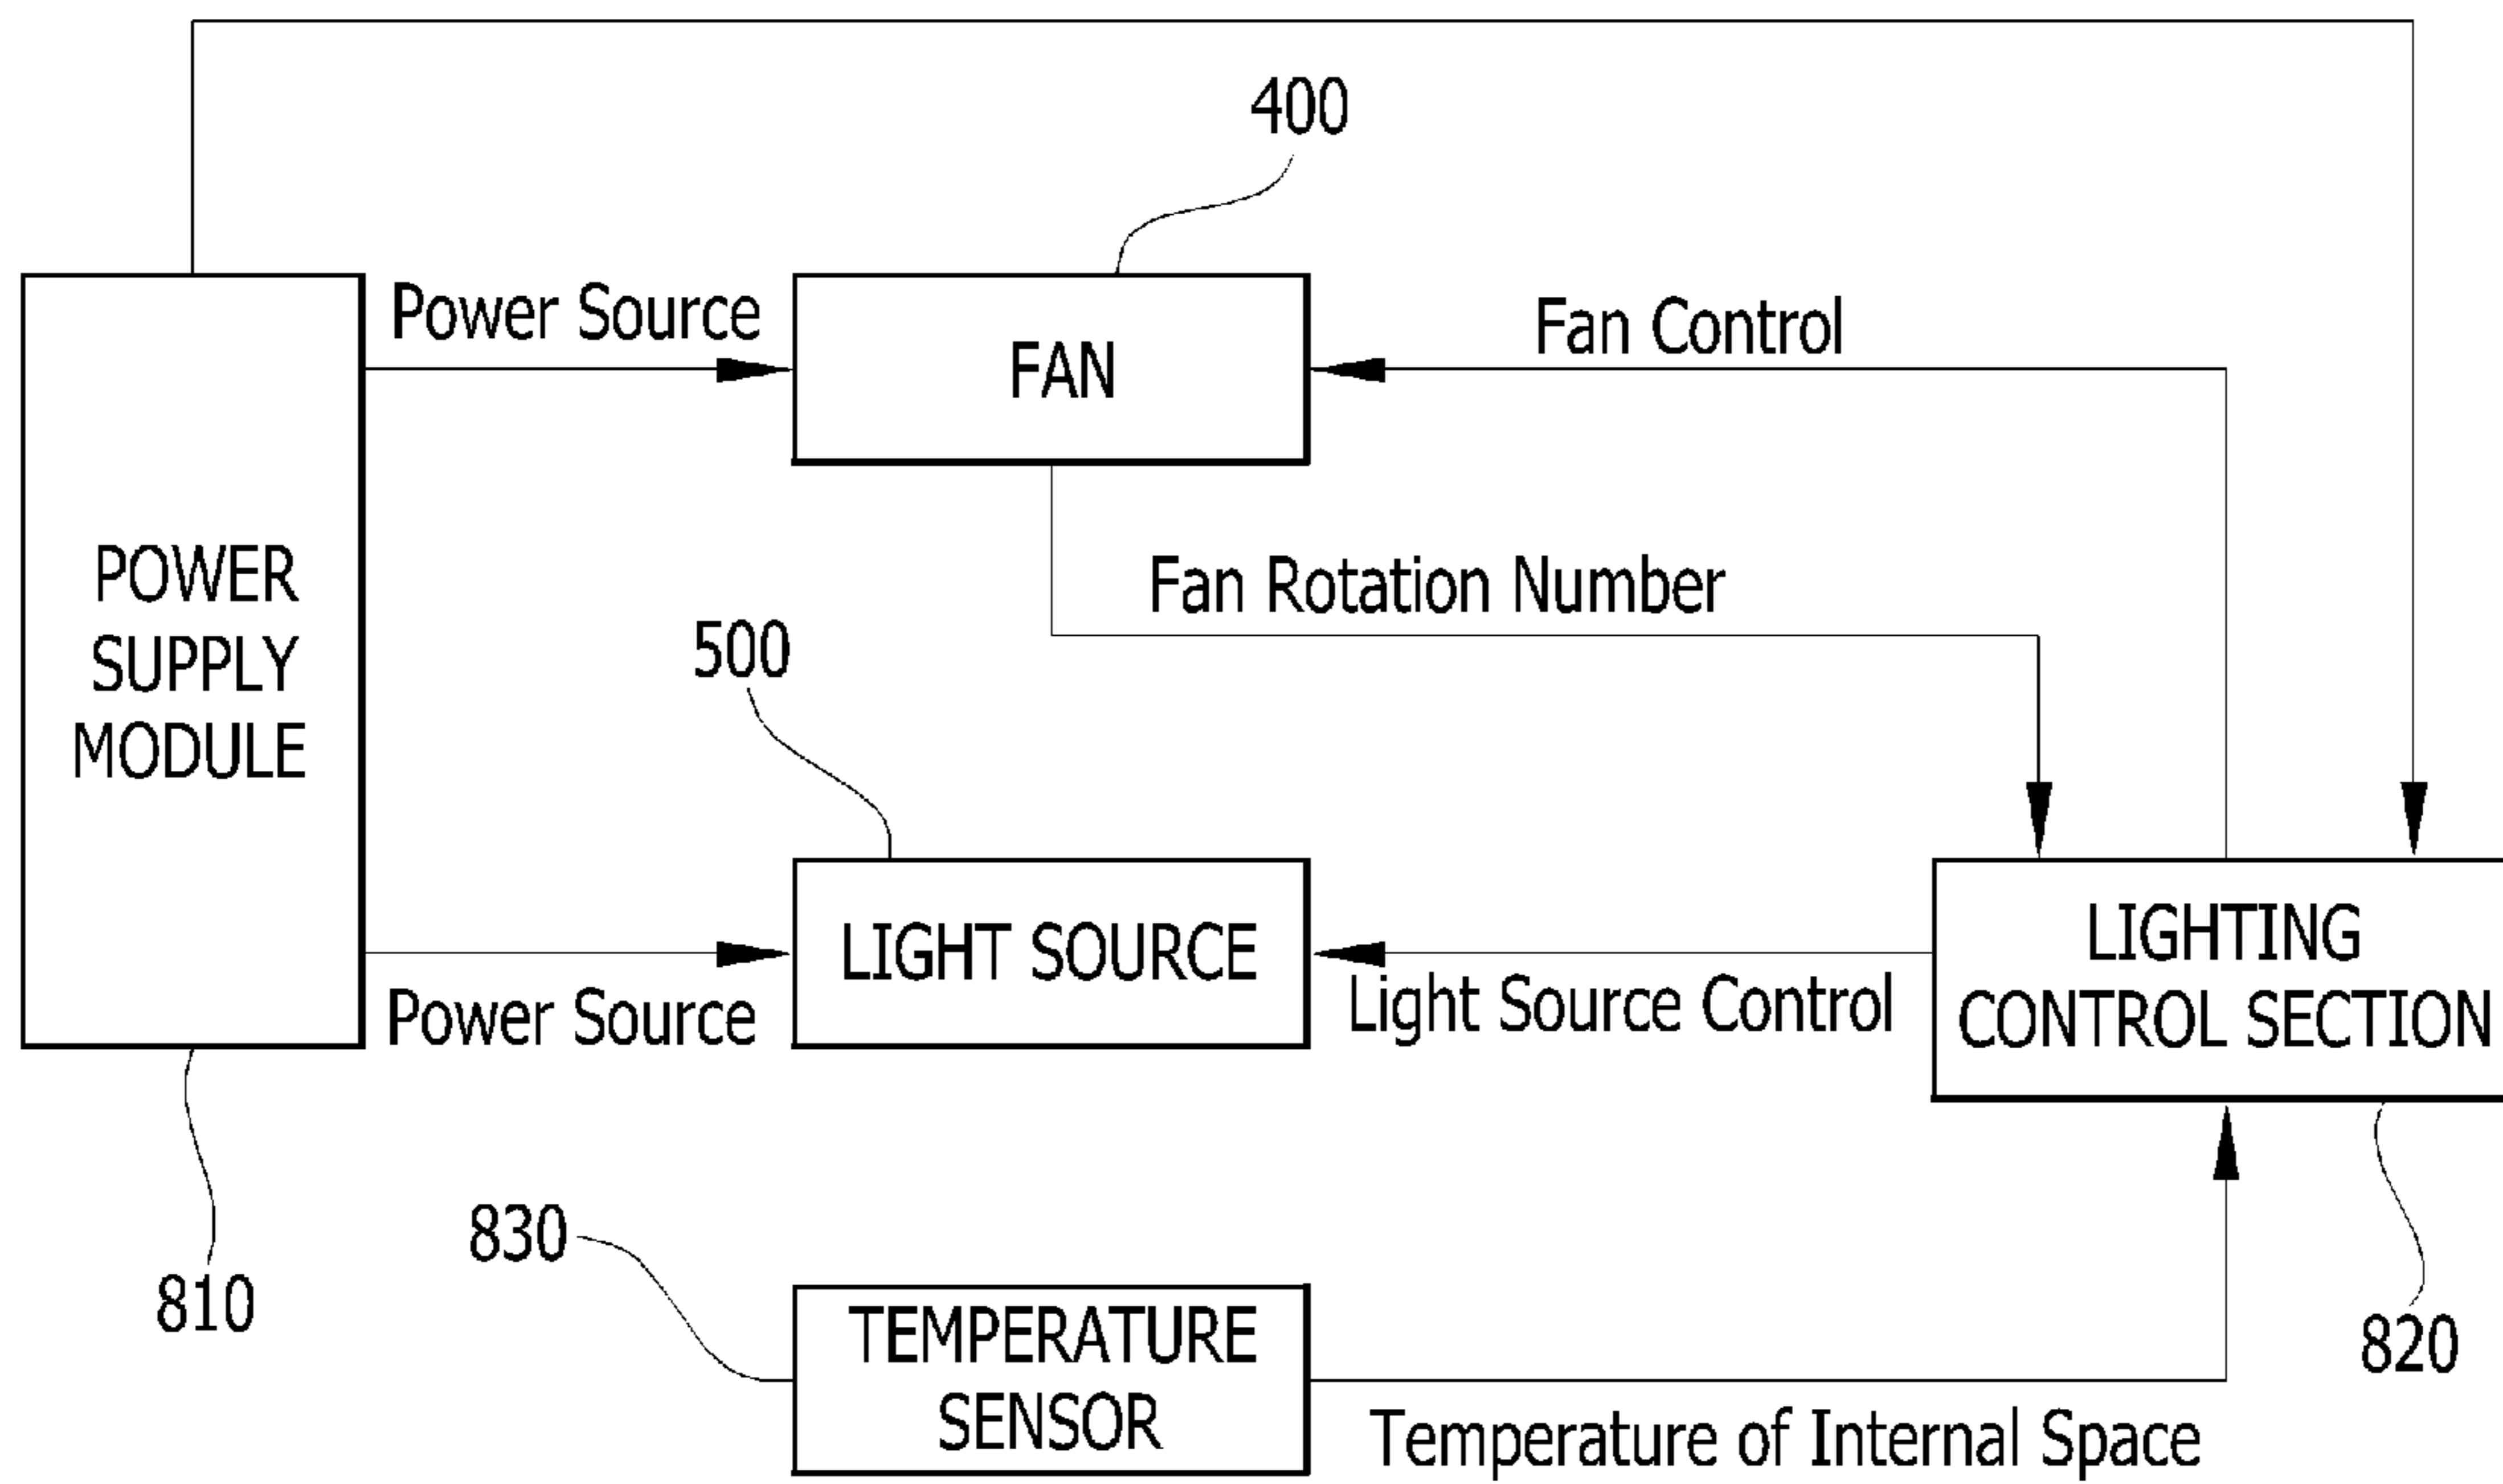 400
Power Source
FAN
Fan Control
POWER
SUPPLY
MODULE
Fan Rotation Number
500
LIGHT SOURCE
Power Source
Light Source Control
LIGHTING
CONTROL SECTION
830
810
TEMPERATURE
SENSOR
820
Temperature of Internal Space